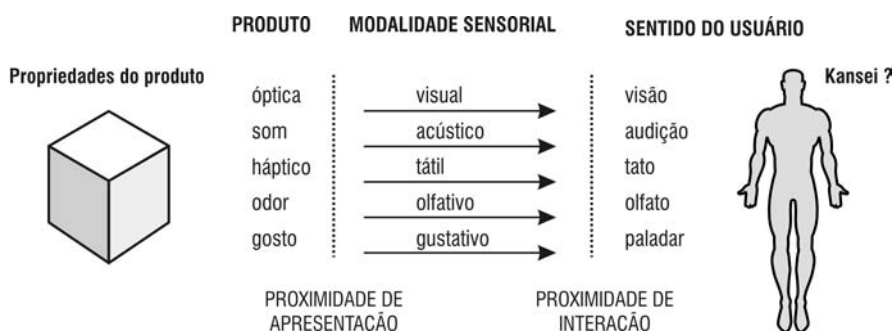 PRODUTO MODALIDADE SENSORIAL SENTIDO DO USUÁRIO
Propriedades do produto Kansei ?
óptica visual visão
som acústico audição
háptico tátil tato
odor olfativo olfato
gosto gustativo paladar
PROXIMIDADE DE PROXIMIDADE DE
APRESENTAÇÃO INTERAÇÃO